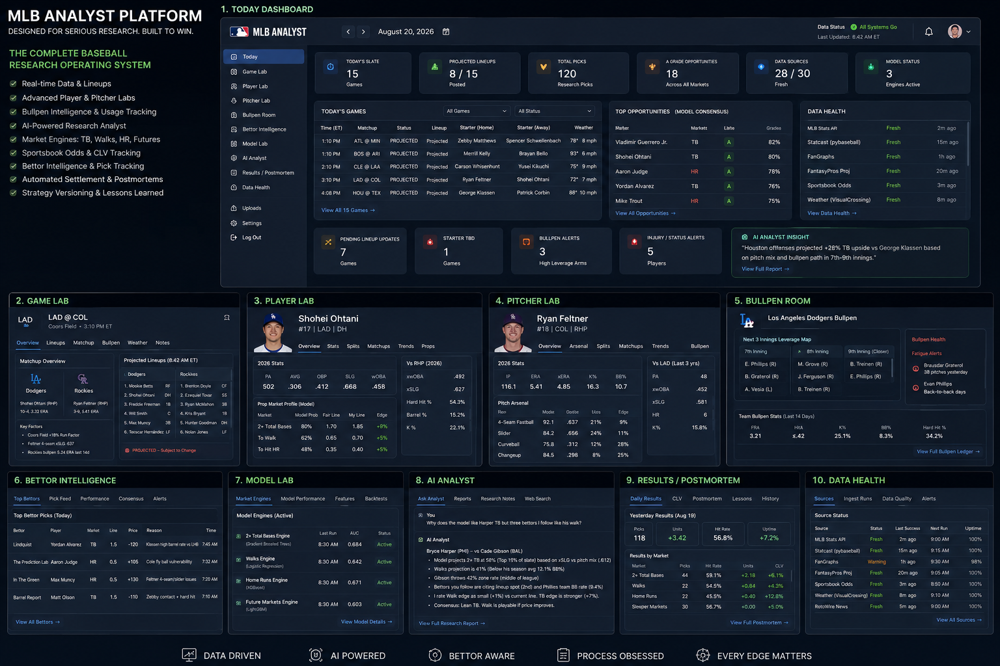 MLB ANALYST PLATFORM
DESIGNED FOR SERIOUS RESEARCH. BUILT TO WIN.
THE COMPLETE BASEBALL
RESEARCH OPERATING SYSTEM
Real-time Data & Lineups
Advanced Player & Pitcher Labs
Bullpen Intelligence & Usage Tracking
AI-Powered Research Analyst
Market Engines: TB, Walks, HR, Futures
Sportsbook Odds & CLV Tracking
Bettor Intelligence & Pick Tracking
Automated Settlement & Postmortems
Strategy Versioning & Lessons Learned
1. TODAY DASHBOARD
MLB ANALYST
August 20, 2026
Data Status All Systems Go
Last Updated: 8:42 AM ET
Today
Game Lab
Player Lab
Pitcher Lab
Bullpen Room
Bettor Intelligence
Model Lab
AI Analyst
Results / Postmortem
Data Health
Uploads
Settings
Log Out
TODAY'S SLATE
15
Games
PROJECTED LINEUPS
8 / 15
Posted
TOTAL PICKS
120
Research Picks
A GRADE OPPORTUNITIES
18
Across All Markets
DATA SOURCES
28 / 30
Fresh
MODEL STATUS
3
Engines Active
TODAY'S GAMES All Games All Status
Time (ET) Matchup Status Lineup Starter (Home) Starter (Away) Weather
1:10 PM ATL @ MIN PROJECTED Projected Zebby Matthews Spencer Schwellenbach 78° 8 mph
1:10 PM BOS @ ARI PROJECTED Projected Merrill Kelly Brayan Bello 93° 6 mph
2:10 PM CLE @ LAA PROJECTED Projected Carson Whisenhunt Yusei Kikuchi 75° 9 mph
3:10 PM LAD @ COL PROJECTED Projected Ryan Feltner Shohei Ohtani 72° 7 mph
4:08 PM HOU @ TEX PROJECTED Projected George Klassen Patrick Corbin 88° 10 mph
View All 15 Games →
TOP OPPORTUNITIES (MODEL CONSENSUS)
Markett Grades
Vladimir Guerrero Jr. TB A 82%
Shohei Ohtani TB A 80%
Aaron Judge HR A 78%
Yordan Alvarez TB A 76%
Mike Trout HR A 75%
View All Opportunities →
DATA HEALTH
MLB Stats API Fresh 2m ago
Statcast (pybaseball) Fresh 15m ago
FanGraphs Fresh 1h ago
FantasyPros Proj Fresh 20m ago
Sportsbook Odds Fresh 3m ago
Weather (VisualCrossing) Fresh 8m ago
View Data Health →
PENDING LINEUP UPDATES
7
Games
STARTER TBD
1
Games
BULLPEN ALERTS
3
High Leverage Arms
INJURY / STATUS ALERTS
5
Players
AI ANALYST INSIGHT
"Houston offenses projected +28% TB upside vs George Klassen based
on pitch mix and bullpen path in 7th-9th innings."
View Full Report →
2. GAME LAB
LAD
LAD @ COL
Coors Field • 3:10 PM ET
Overview Lineups Matchup Bullpen Weather Notes
Matchup Overview
Dodgers Rockies
Shohei Ohtani (RHP) Ryan Feltner (RHP)
10-4, 3.22 ERA 3-9, 5.41 ERA
Key Factors
Coors Field +18% Run Factor
Feltner 4-seam xSLG .637
Rockies bullpen 5.24 ERA last 14d
Projected Lineups (8:42 AM ET)
Dodgers Rockies
1. Mookie Betts RF 1. Brenton Doyle CF
2. Shohei Ohtani DH 2. Ezequiel Tovar SS
3. Freddie Freeman 1B 3. Ryan McMahon 3B
4. Will Smith C 4. Kris Bryant 1B
5. Max Muncy 3B 5. Hunter Goodman DH
6. Teoscar Hernández LF 6. Nolan Jones LF
PROJECTED – Subject to Change
3. PLAYER LAB
Shohei Ohtani
#17 | LAD | DH
Overview Stats Splits Matchups Trends Props
2026 Stats
PA AVG OBP SLG wOBA
502 .306 .412 .668 .458
Prop Market Profile (Model)
Market Model Prob Fair Line My Line Edge
2+ Total Bases 80% 1.70 1.85 +9%
To Walk 62% 0.65 0.70 +5%
To Hit HR 48% 0.35 0.40 +5%
Vs RHP (2026)
xwOBA .492
xSLG .627
Hard Hit % 54.3%
Barrel % 15.2%
K % 22.1%
4. PITCHER LAB
Ryan Feltner
#18 | COL | RHP
Overview Arsenal Splits Matchups Trends Bullpen
2026 Stats
IP ERA xERA K% BB%
116.1 5.41 4.85 16.3 10.7
Pitch Arsenal
Edge
4-Seam Fastball 92.1 .637 21% 9%
Slider 84.2 .656 24% 11%
Curveball 75.8 .312 12% 28%
Changeup 84.5 .298 8% 25%
Vs LAD (Last 3 yrs)
PA 48
xwOBA .452
xSLG .581
HR 6
K% 15.8%
5. BULLPEN ROOM
LA
Los Angeles Dodgers Bullpen
Next 3 Innings Leverage Map
7th Inning 8th Inning 9th Inning (Closer)
E. Phillips (R) M. Grove (R) B. Treinen (R)
B. Graterol (R) J. Ferguson (R) E. Phillips (R)
A. Vesia (L) B. Treinen (R)
Bullpen Health
Fatigue Alerts
Brausdar Graterol
38 pitches yesterday
Evan Phillips
Back-to-back days
Team Bullpen Stats (Last 14 Days)
FRA HitA K% BB% Hard Hit %
3.21 x.42 25.1% 8.3% 34.2%
View Full Bullpen Ledger →
6. BETTOR INTELLIGENCE
Top Bettors Pick Feed Performance Consensus Alerts
Top Bettor Picks (Today)
Bettor Player Market Line Price Reason Time
Lindquist Yordan Alvarez TB 1.5 -120 Klassen high barrel rate vs LHB 7:45 AM
The Prediction Lab Aaron Judge HR 0.5 +105 Cole fly ball vulnerability 7:32 AM
In The Green Max Muncy HR 0.5 +130 Feltner 4-seam/slider issues 7:20 AM
Barrel Report Matt Olson TB 1.5 -110 Zebby contact + hard hit 7:10 AM
View All Bettors →
7. MODEL LAB
Market Engines Model Performance Features Backtests
Model Engines (Active)
Last Run AUC Status
2+ Total Bases Engine 8:30 AM 0.684 Active
(Gradient Boosted Trees)
Walks Engine 8:30 AM 0.642 Active
(Logistic Regression)
Home Runs Engine 8:30 AM 0.671 Active
(XGBoost)
Future Markets Engine 8:30 AM 0.603 Active
(LightGBM)
View Model Details →
8. AI ANALYST
Ask Analyst Reports Research Notes Web Search
You
Why does the model like Harper TB but three bettors I follow like his walk?
AI Analyst
Bryce Harper (PHI) – vs Cade Gibson (BAL)
Model projects 2+ TB at 58% (Top 18% of slate) based on xSLG vs pitch mix (.612)
Walks projection is 41% (Below his season avg 12.1% BB%)
Gibson throws 42% zone rate (middle of league)
Bettors you follow are citing lineup spot (2nd) and Phillies team BB rate (9.4%)
I rate Walk edge as small (+1%) vs current line. TB edge is stronger (+7%).
Consensus: Lean TB. Walk is playable if price improves.
View Full Research Report →
9. RESULTS / POSTMORTEM
Daily Results CLV Postmortem Lessons History
Yesterday Results (Aug 19)
Picks Units Hit Rate Uptime
118 +3.42 56.8% +7.2%
Results by Market
Market Picks Hit Rate Units CLV
2+ Total Bases 44 59.1% +2.18 +6.1%
Walks 22 54.5% +0.84 +4.3%
Home Runs 22 45.5% +0.40 +12.8%
Sleeper Markets 30 56.7% +0.00 +5.0%
View Full Postmortem →
10. DATA HEALTH
Sources Ingest Runs Data Quality Alerts
Source Status
Source Status Last Success Next Run Uptime
MLB Stats API Fresh 2m ago 9:00 AM 100%
Statcast (pybaseball) Fresh 15m ago 9:15 AM 100%
FanGraphs Warning 1h ago 9:30 AM 98%
FantasyPros Proj Fresh 20m ago 9:05 AM 100%
Sportsbook Odds Fresh 3m ago 8:50 AM 100%
Weather (VisualCrossing) Fresh 8m ago 9:10 AM 100%
RotoWire News Fresh 5m ago 9:00 AM 100%
View All Sources →
DATA DRIVEN
AI POWERED
BETTOR AWARE
PROCESS OBSESSED
EVERY EDGE MATTERS